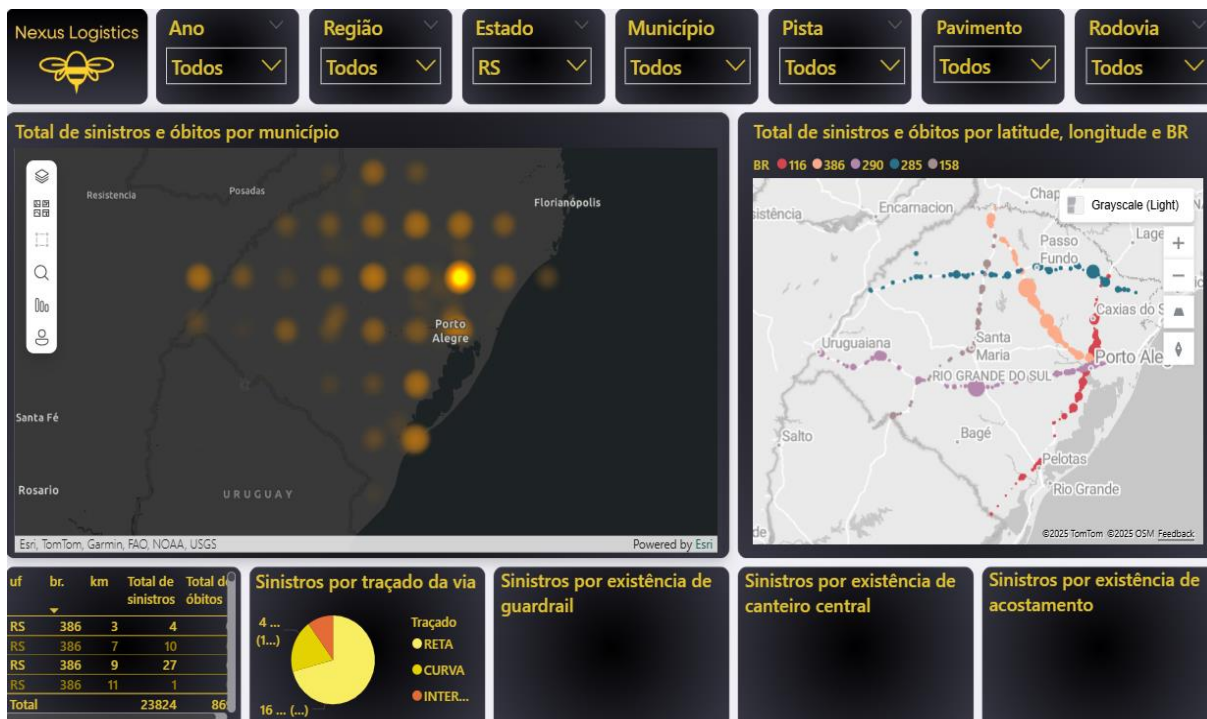 Nexus Logistics
Ano
Todos
Região
Todos
Estado
RS
Município
Todos
Pista
Todos
Pavimento
Todos
Rodovia
Todos
Total de sinistros e óbitos por município
Resistencia
Posadas
Florianópolis
Porto
Alegre
Santa Fé
Rosario
URUGUAY
Esri, TomTom, Garmin, FAO, NOAA, USGS
Powered by Esri
Total de sinistros e óbitos por latitude, longitude e BR
BR 116 386 290 285 158
Grayscale (Light)
sistência
Encarnacion
Chap
Passo
Fundo
Lage
Caxias do S
Uruguaiana
Santa
Maria
Porto Aleg
RIO GRANDE DO SUL
Salto
Bagé
Pelotas
Rio Grande
de
©2025 TomTom ©2025 OSM Feedback
uf br. km Total de sinistros Total de óbitos
RS 386 3 4
RS 386 7 10
RS 386 9 27
RS 386 11 1
Total 23824 86
Sinistros por traçado da via
4 ...
(1...)
16 ... (...)
Traçado
RETA
CURVA
INTER...
Sinistros por existência de
guardrail
Sinistros por existência de
canteiro central
Sinistros por existência de
acostamento